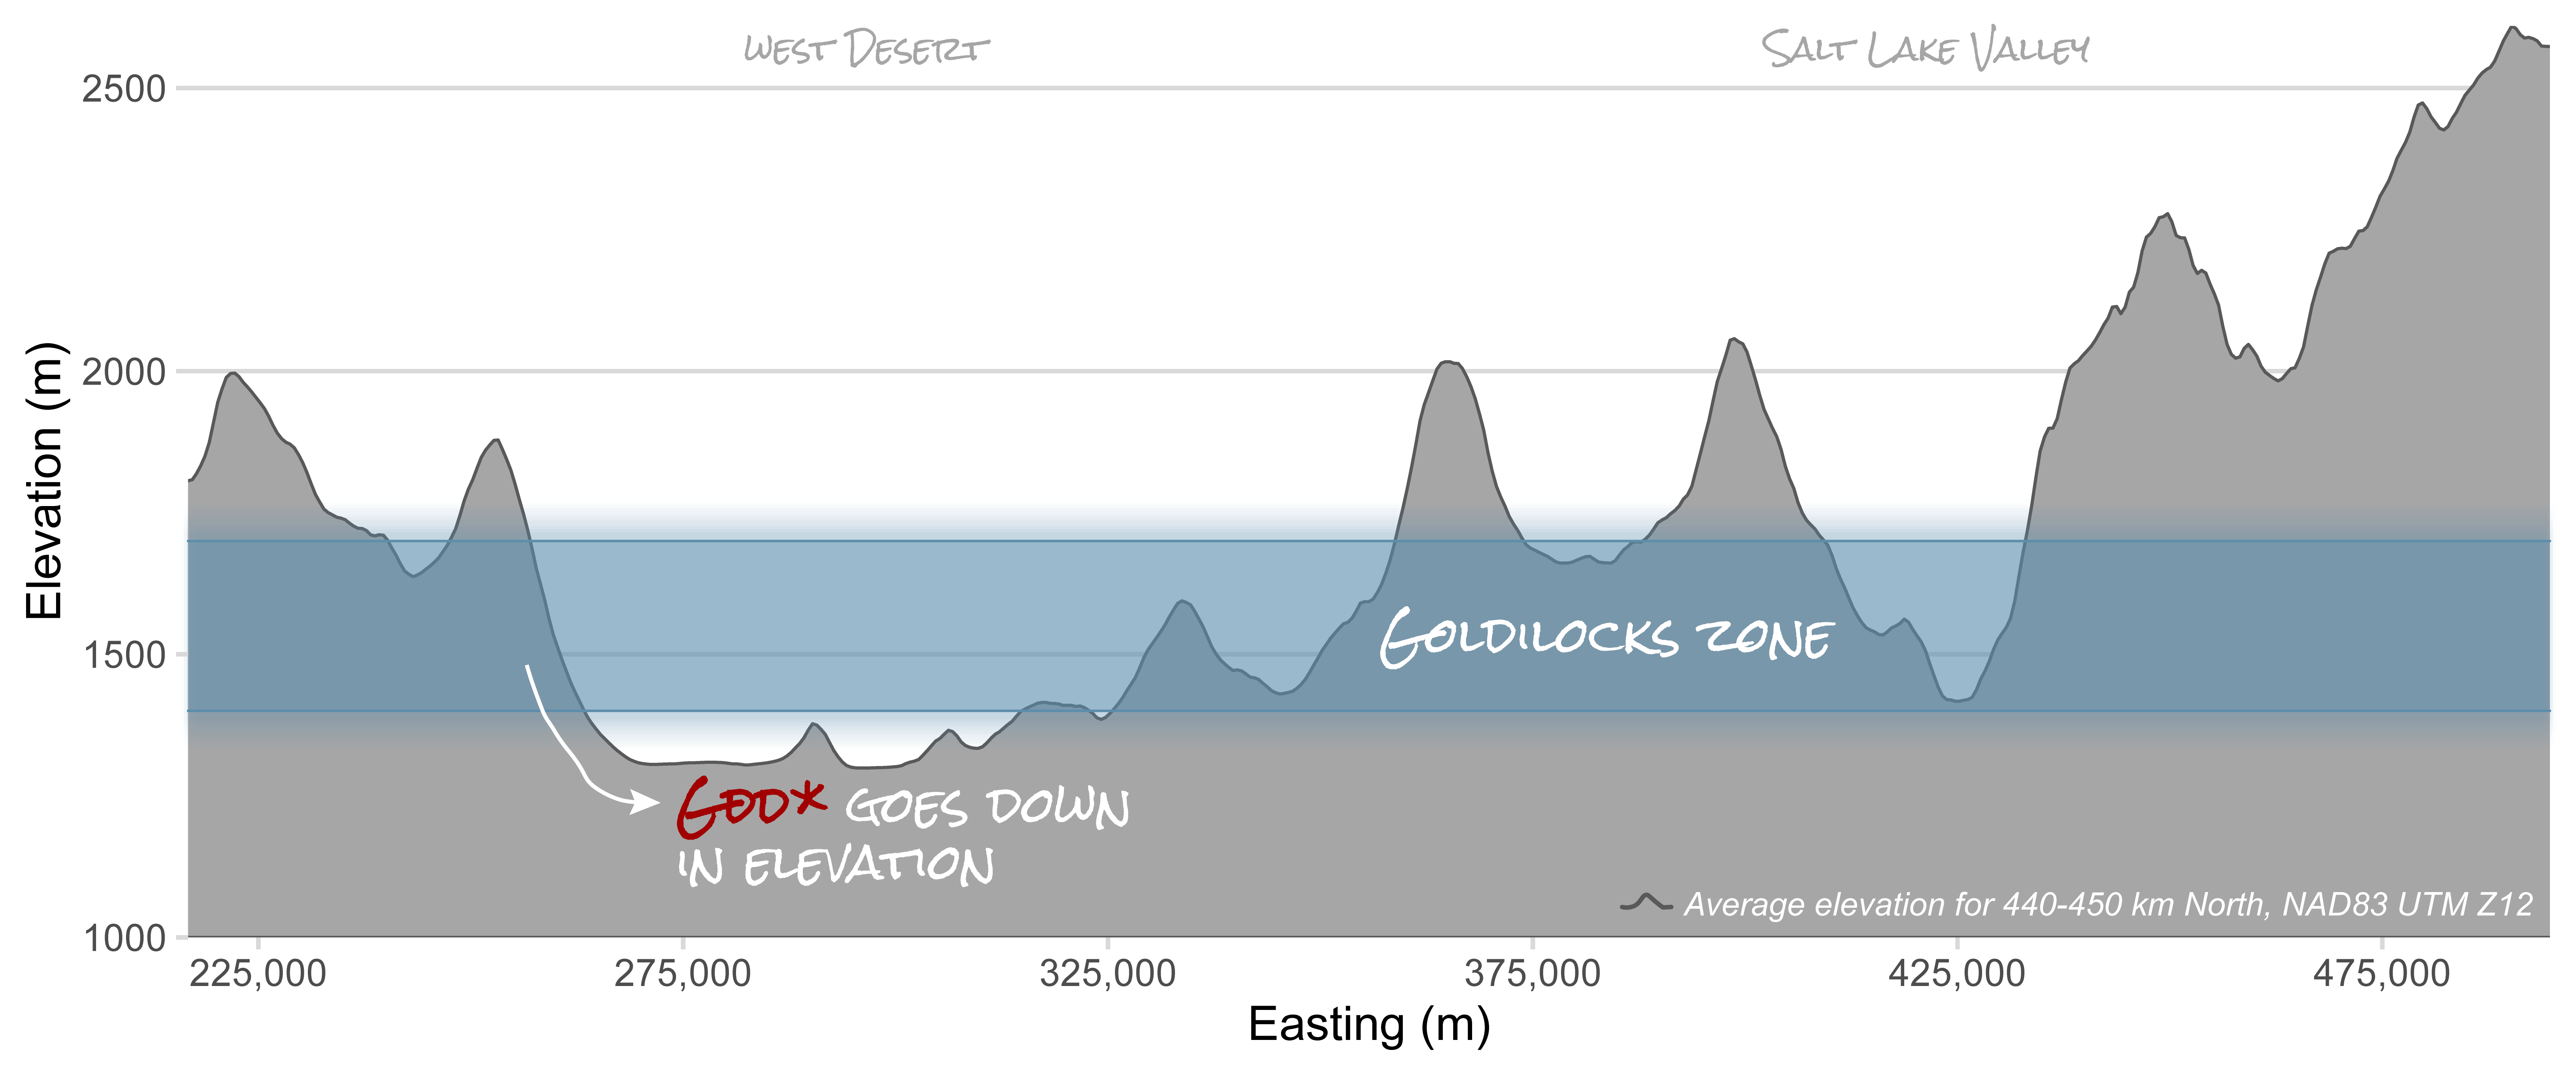 West Desert
Salt Lake Valley
2500
2000
1500
1000
Elevation (m)
Goldilocks zone
God* goes down
in elevation
Average elevation for 440-450 km North, NAD83 UTM Z12
225,000
275,000
325,000
375,000
425,000
475,000
Easting (m)